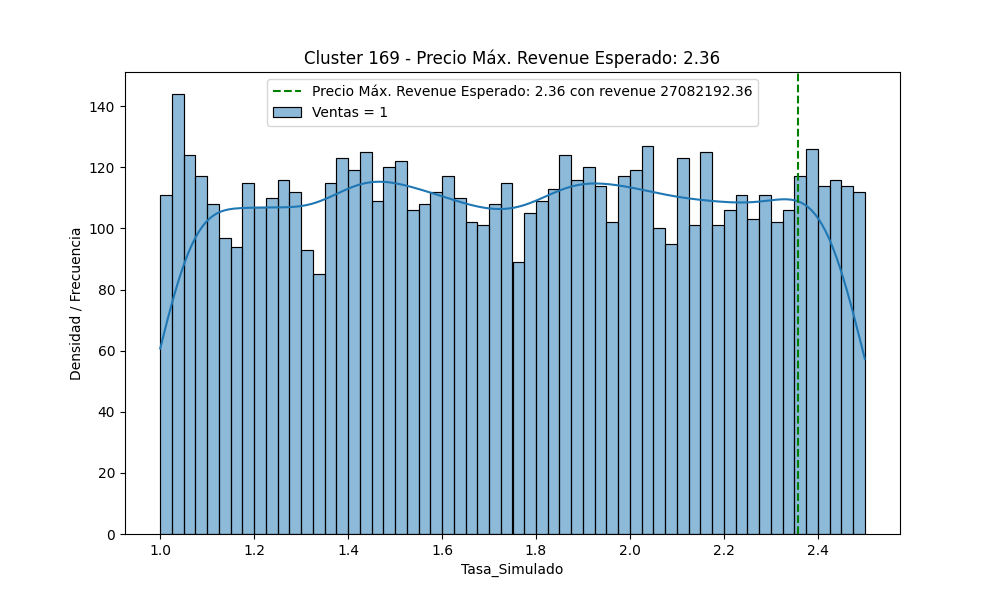 Cluster 169 - Precio Máx. Revenue Esperado: 2.36
Precio Máx. Revenue Esperado: 2.36 con revenue 27082192.36
Ventas = 1
Densidad / Frecuencia
140
120
100
80
60
40
20
0
1.0 1.2 1.4 1.6 1.8 2.0 2.2 2.4
Tasa_Simulado